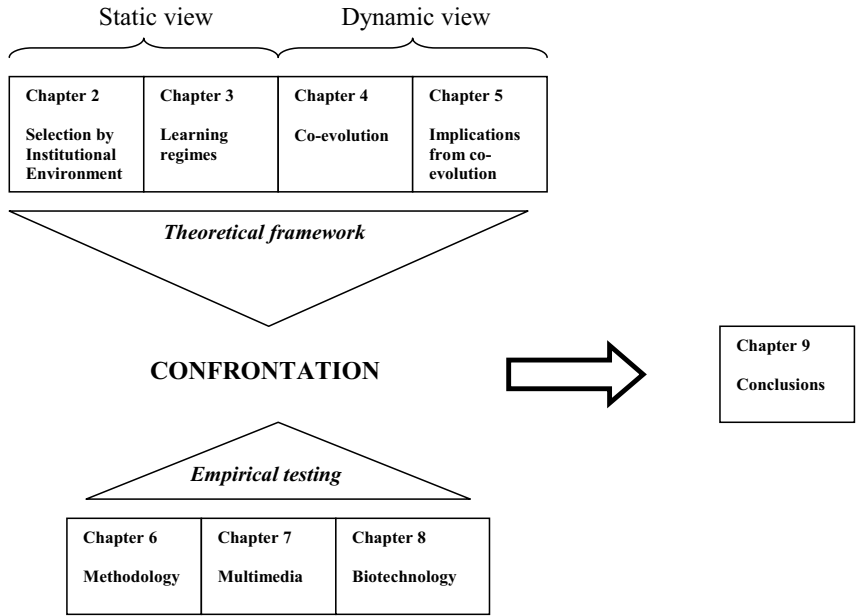 Static view
Dynamic view
Chapter 2
Selection by
Institutional
Environment
Chapter 3
Learning
regimes
Chapter 4
Co-evolution
Chapter 5
Implications
from co-
evolution
Theoretical framework
CONFRONTATION
Chapter 9
Conclusions
Empirical testing
Chapter 6
Methodology
Chapter 7
Multimedia
Chapter 8
Biotechnology